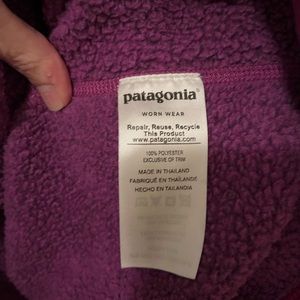 patagonia
WORN WEAR
Repair, Reuse, Recycle
This Product
www.patagonia.com
100% POLYESTER
EXCLUSIVE OF TRIM
MADE IN THAILAND
FABRIQUÉ EN THAÏLANDE
HECHO EN TAILANDIA